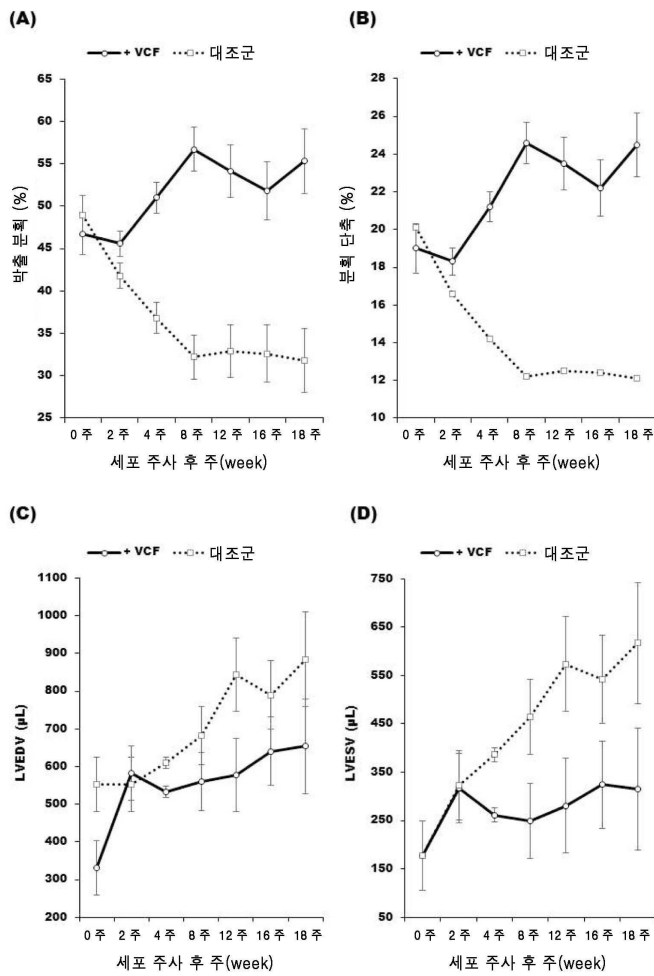 (A)
+ VCF 대조군
박출 분획 (%)
65
60
55
50
45
40
35
30
25
0 주 2 주 4 주 8 주 12 주 16 주 18 주
세포 주사 후 주(week)
(B)
+ VCF 대조군
분획 단축 (%)
28
26
24
22
20
18
16
14
12
10
0 주 2 주 4 주 8 주 12 주 16 주 18 주
세포 주사 후 주(week)
(C)
+ VCF 대조군
LVEDV (µL)
1100
1000
900
800
700
600
500
400
300
200
0 주 2 주 4 주 8 주 12 주 16 주 18 주
세포 주사 후 주(week)
(D)
+ VCF 대조군
LVESV (µL)
750
650
550
450
350
250
150
50
0 주 2 주 4 주 8 주 12 주 16 주 18 주
세포 주사 후 주(week)